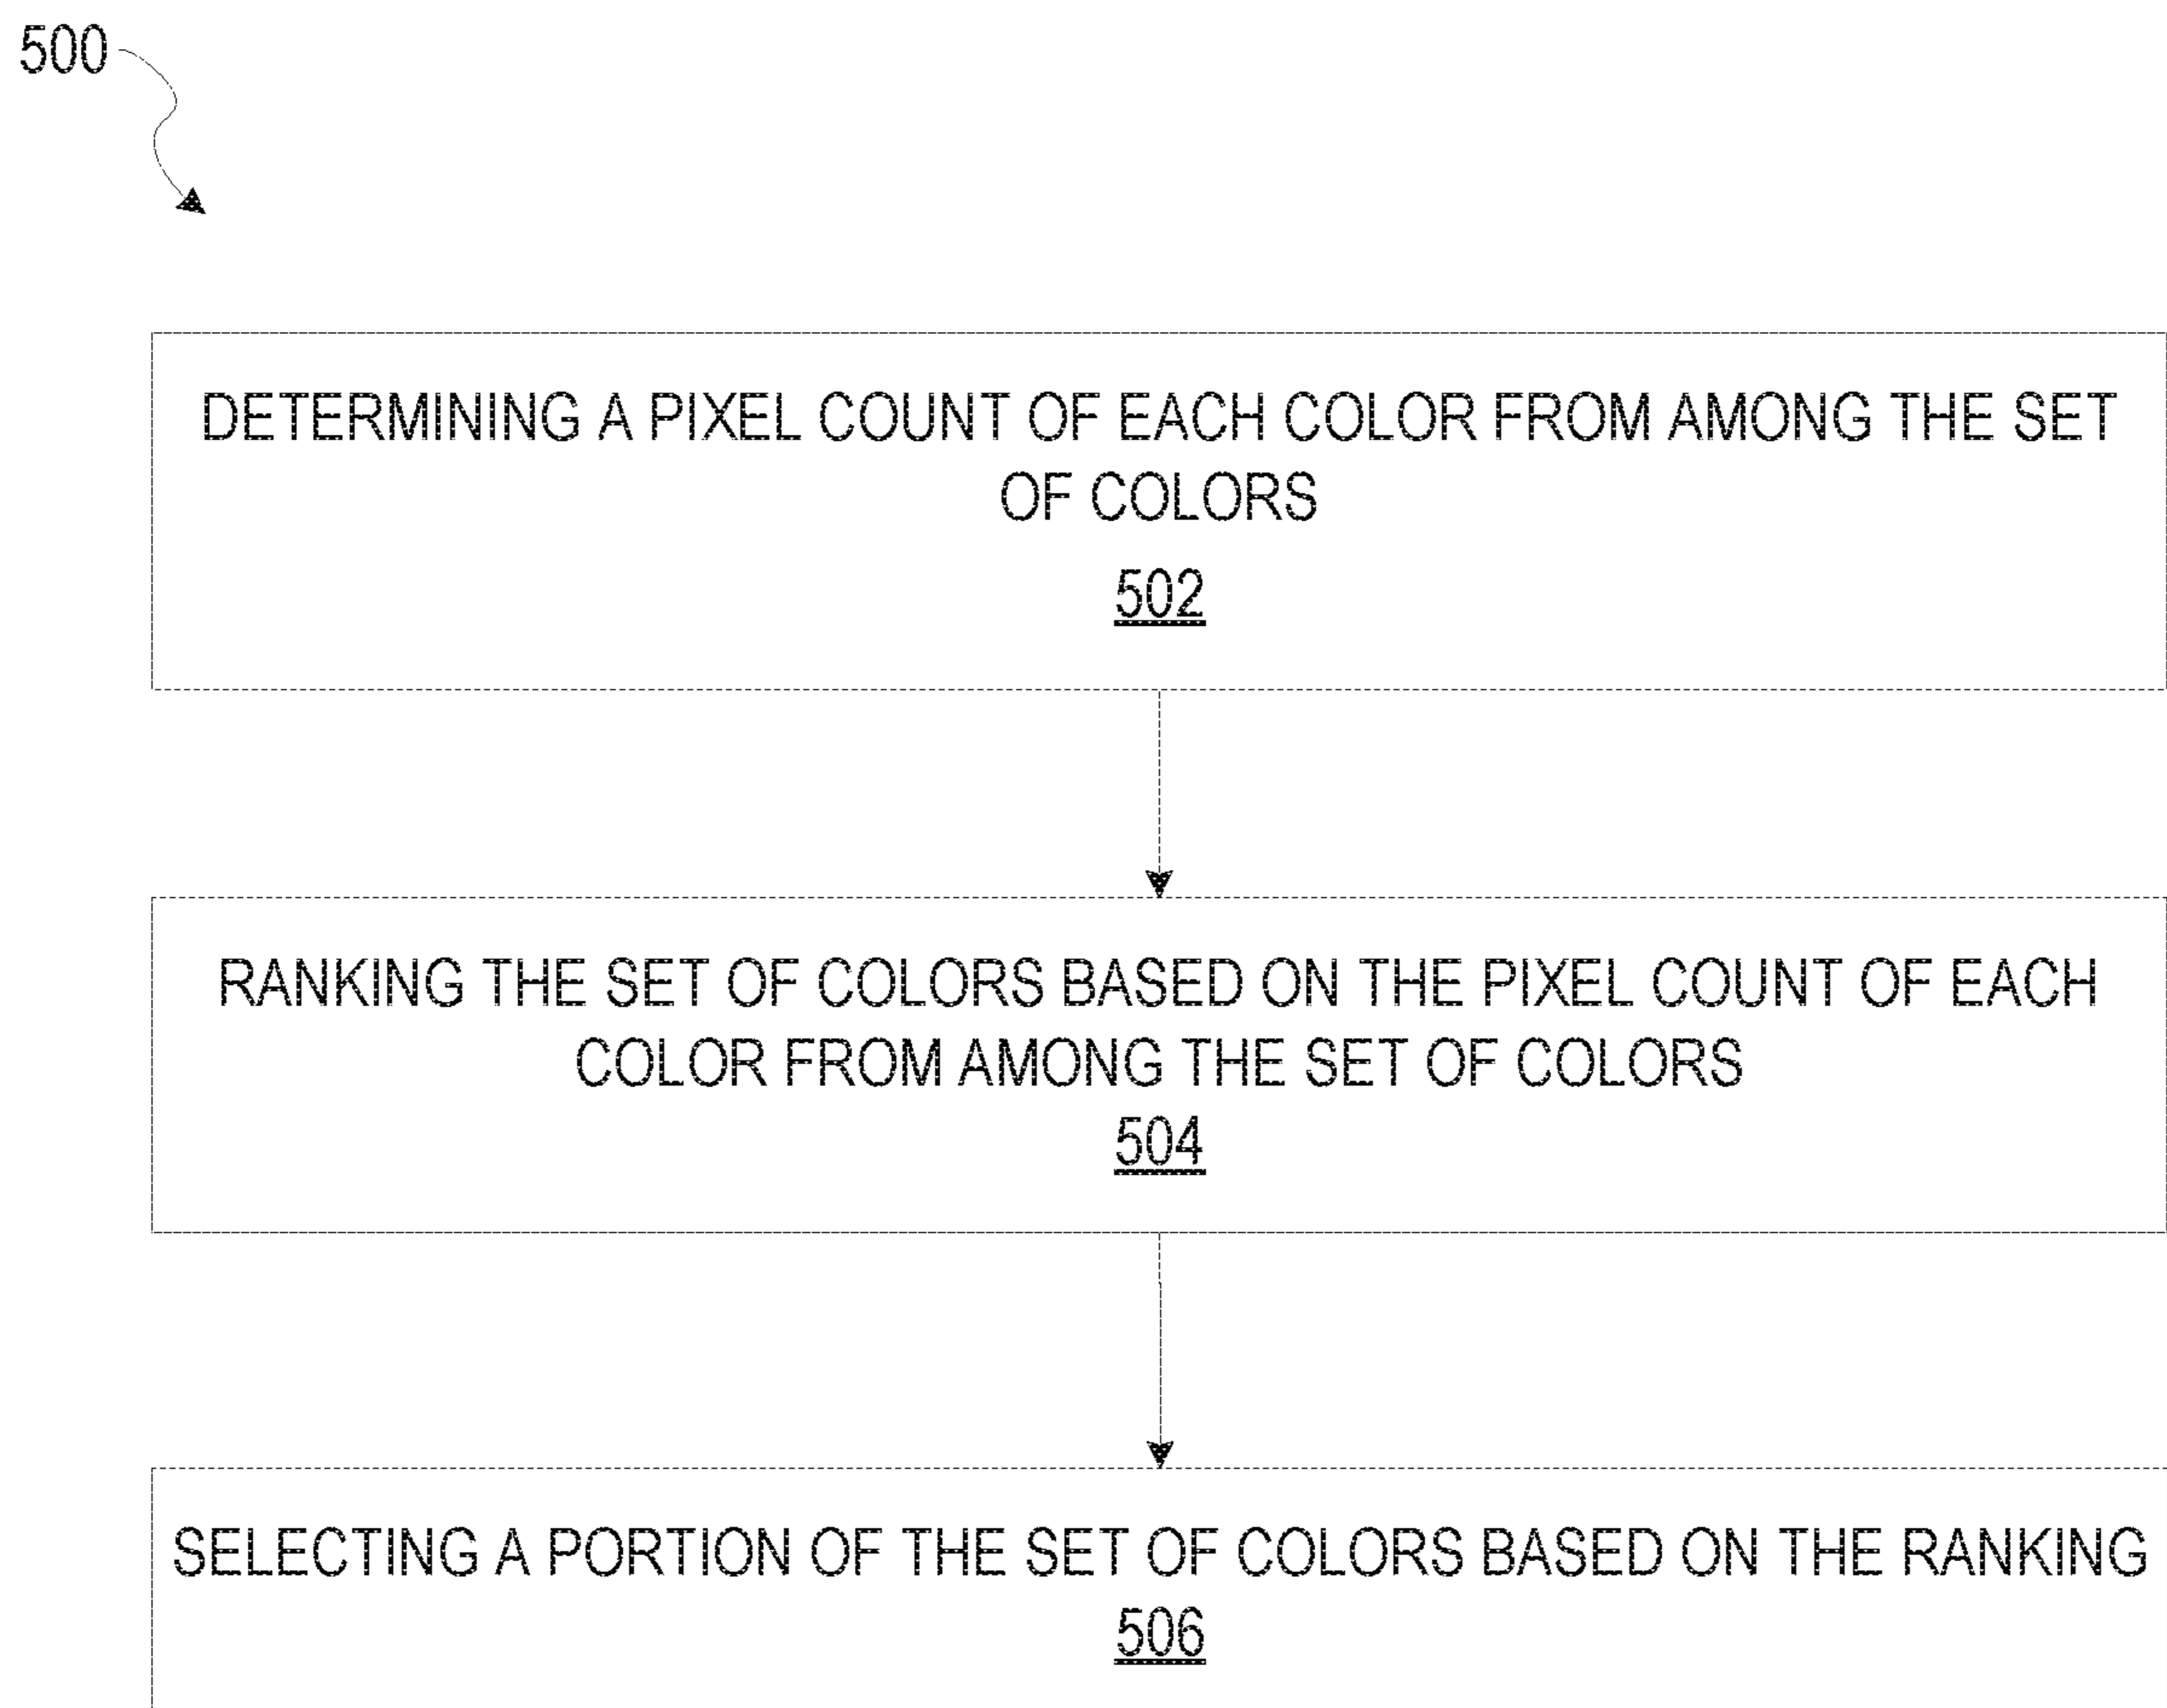 500
DETERMINING A PIXEL COUNT OF EACH COLOR FROM AMONG THE SET
OF COLORS
502
RANKING THE SET OF COLORS BASED ON THE PIXEL COUNT OF EACH
COLOR FROM AMONG THE SET OF COLORS
504
SELECTING A PORTION OF THE SET OF COLORS BASED ON THE RANKING
506